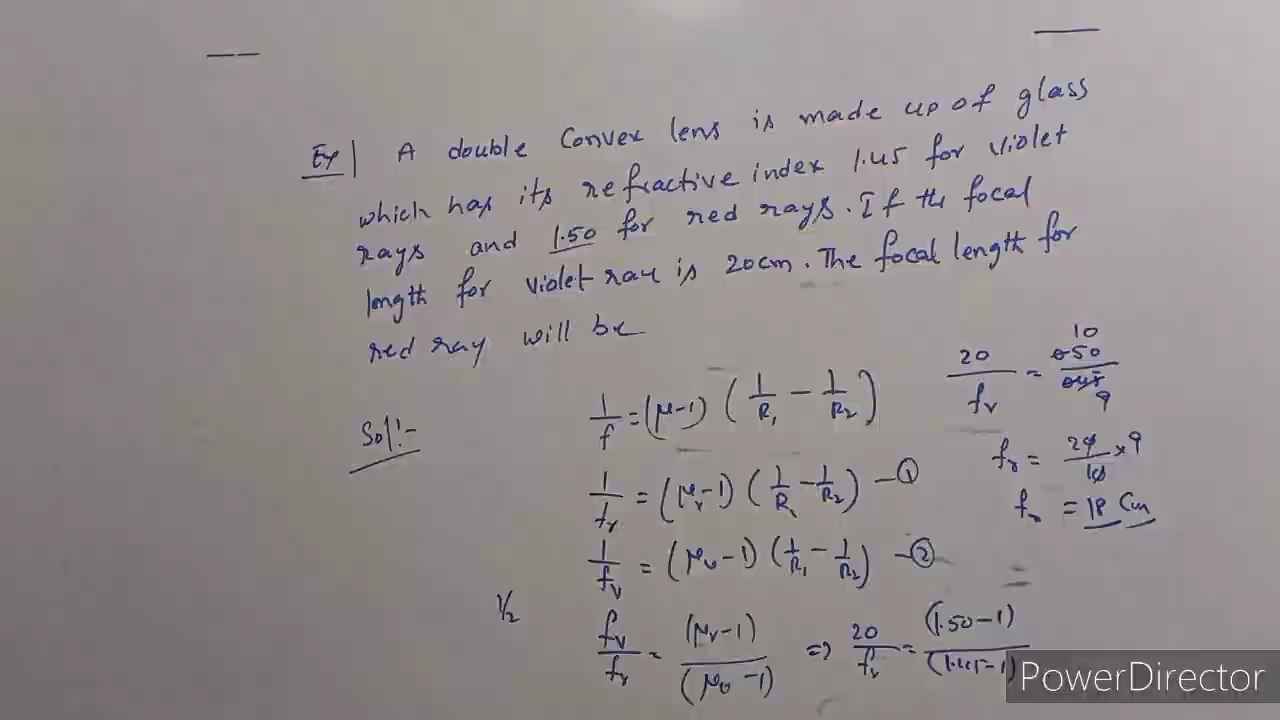 Ex| A double Convex lens is made up of glass
which has its refractive index 1.45 for violet
rays and 1.50 for red rays. If the focal
length for violet ray is 20cm. The focal length for
red ray will be
Sol!:-
1/f = (μ-1) (1/R₁ - 1/R₂)
1/fᵣ = (μᵣ-1) (1/R₁ - 1/R₂) - ①
1/fᵥ = (μᵥ-1) (1/R₁ - 1/R₂) - ②
1/2 fᵥ/fᵣ = (μᵣ-1)/(μᵥ-1) ⇒ 20/fᵣ = (1.50-1)/(1.45-1)
20/fᵣ = 0.50/0.45 10 9
fᵣ = 20/10 × 9
fᵣ = 18 Cm
PowerDirector